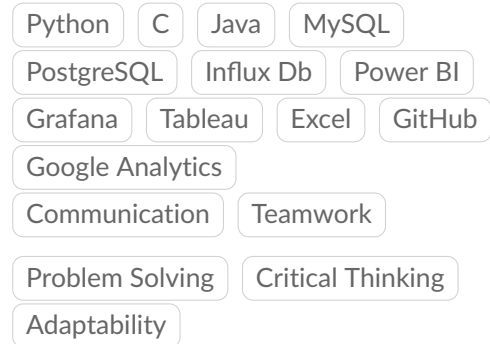 Python C Java MySQL
PostgreSQL Influx Db Power BI
Grafana Tableau Excel GitHub
Google Analytics
Communication Teamwork
Problem Solving Critical Thinking
Adaptability